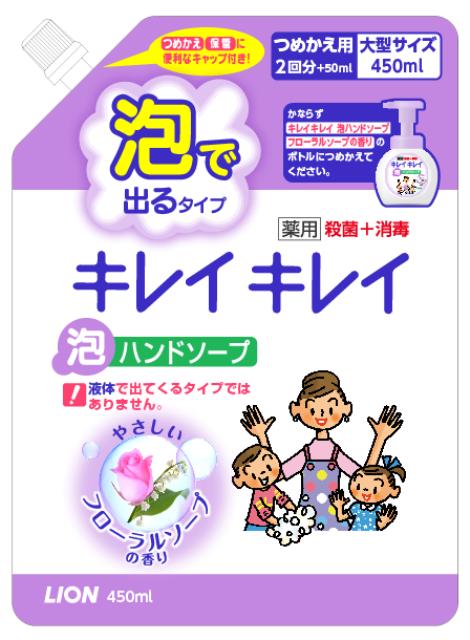 つめかえ 保管に
便利なキャップ付き!
つめかえ用
2回分+50ml
大型サイズ
450ml
泡で
出るタイプ
かならず
キレイキレイ 泡ハンドソープ
フローラルソープの香り の
ボトルにつめかえて
ください。
キレイキレイ
薬用 殺菌+消毒
キレイキレイ
泡ハンドソープ
! 液体で出てくるタイプでは
ありません。
やさしい
フローラルソープ
の香り
LION 450ml